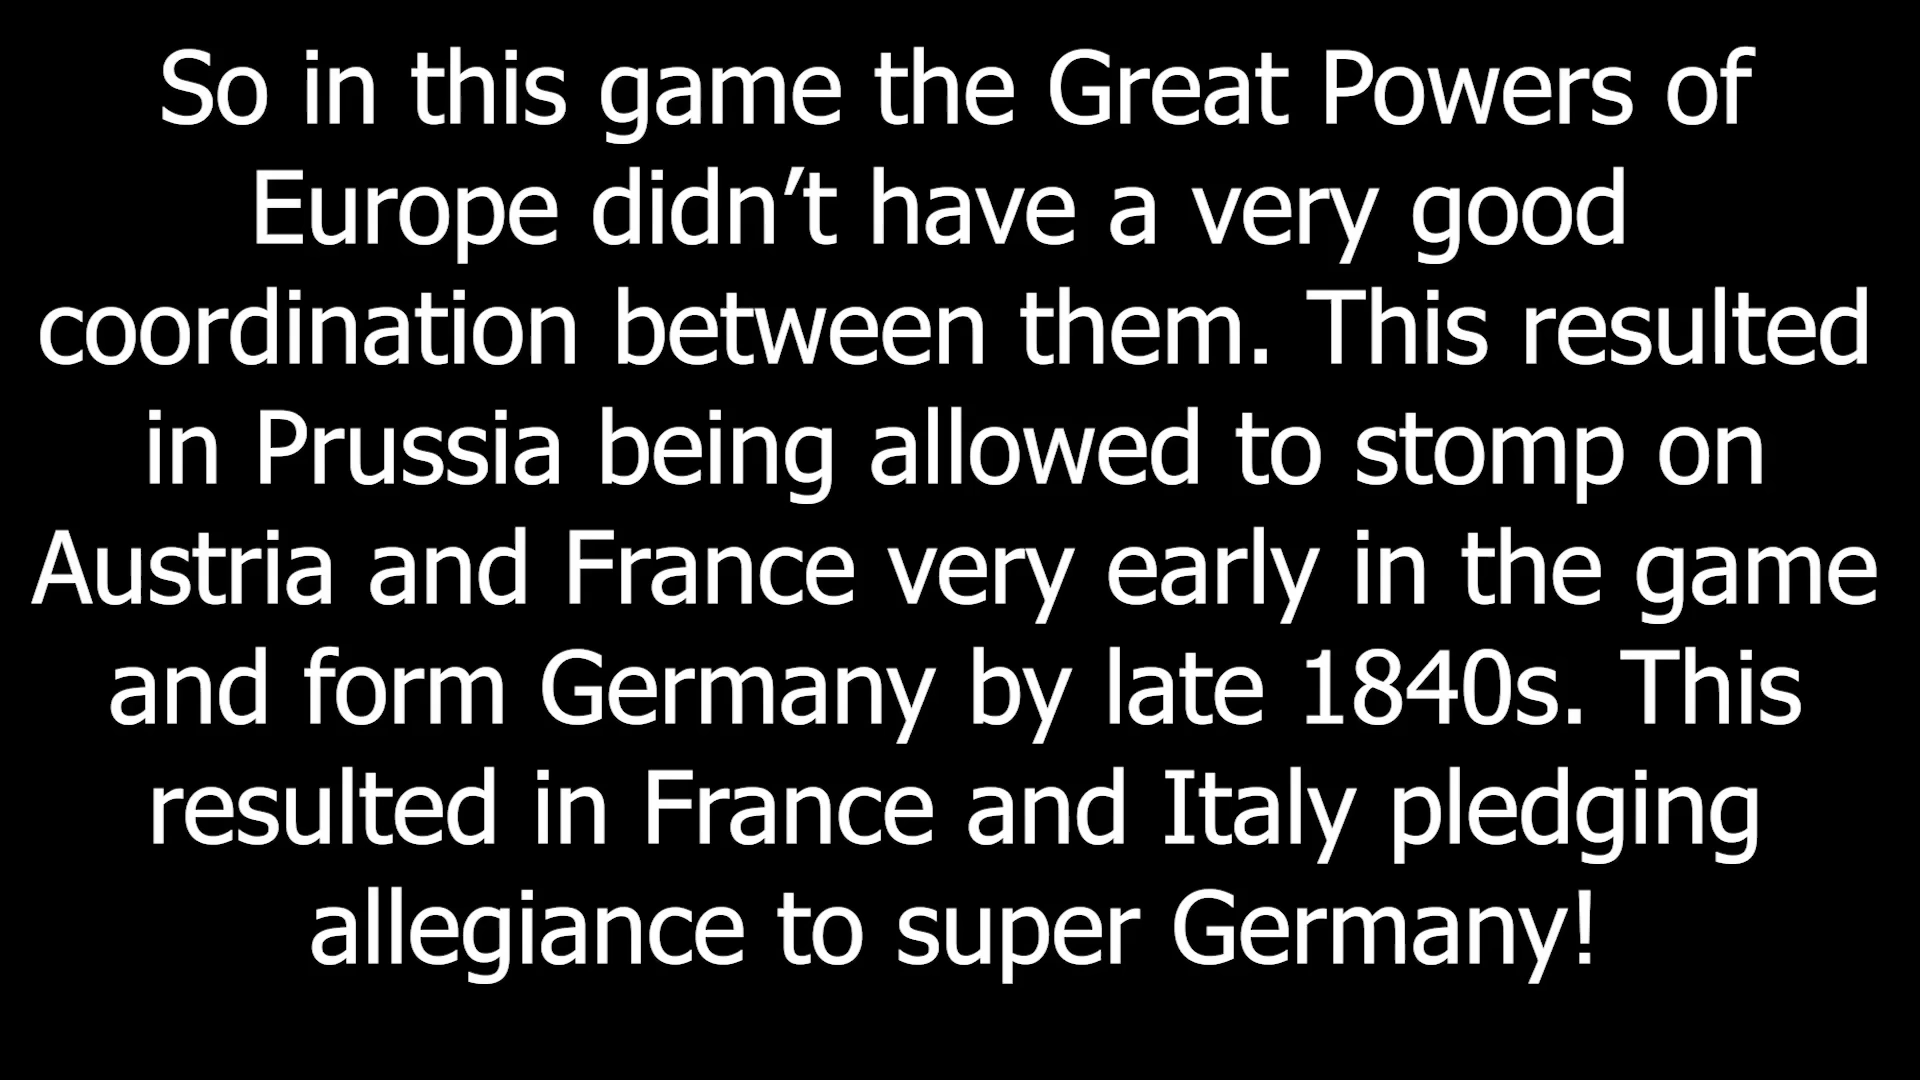 So in this game the Great Powers of
Europe didn’t have a very good
coordination between them. This resulted
in Prussia being allowed to stomp on
Austria and France very early in the game
and form Germany by late 1840s. This
resulted in France and Italy pledging
allegiance to super Germany!